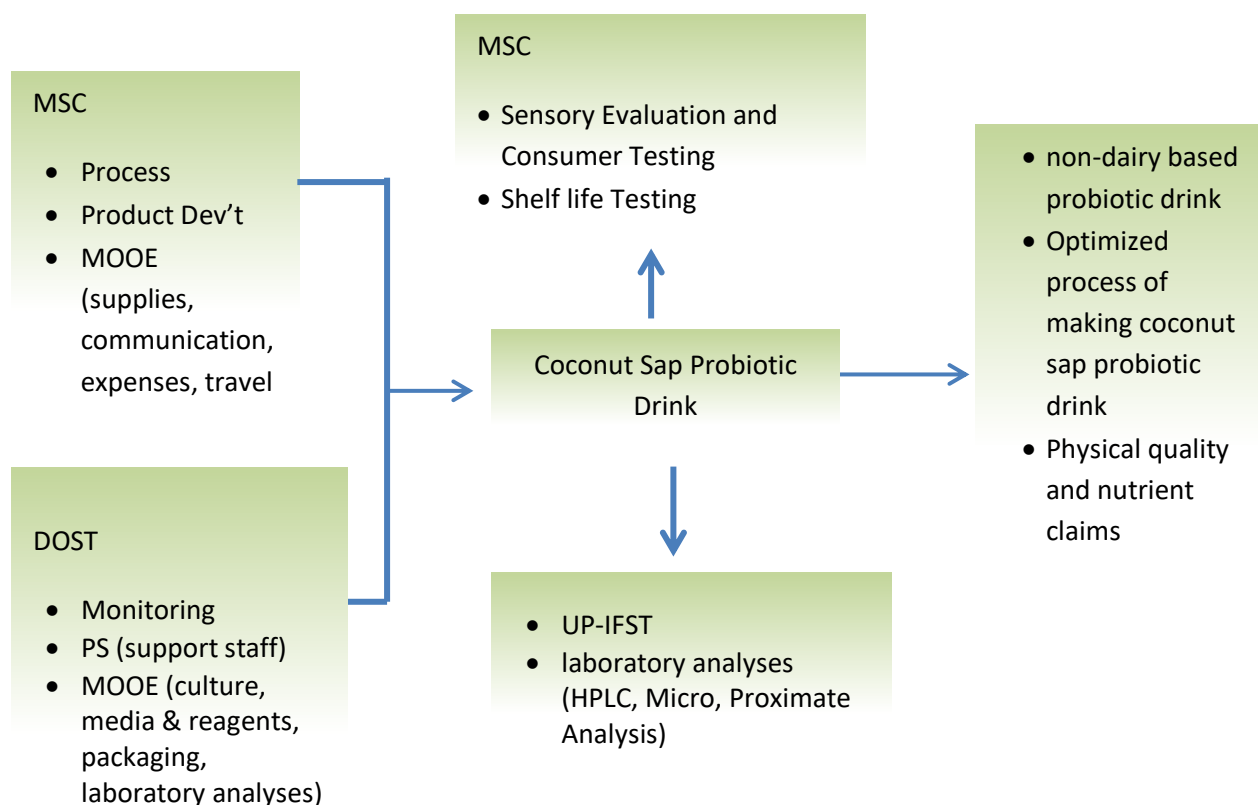 MSC
• Process
• Product Dev’t
• MOOE
(supplies,
communication,
expenses, travel
DOST
• Monitoring
• PS (support staff)
• MOOE (culture,
media & reagents,
packaging,
laboratory analyses)
MSC
• Sensory Evaluation and
Consumer Testing
• Shelf life Testing
Coconut Sap Probiotic
Drink
• UP-IFST
• laboratory analyses
(HPLC, Micro, Proximate
Analysis)
• non-dairy based
probiotic drink
• Optimized
process of
making coconut
sap probiotic
drink
• Physical quality
and nutrient
claims